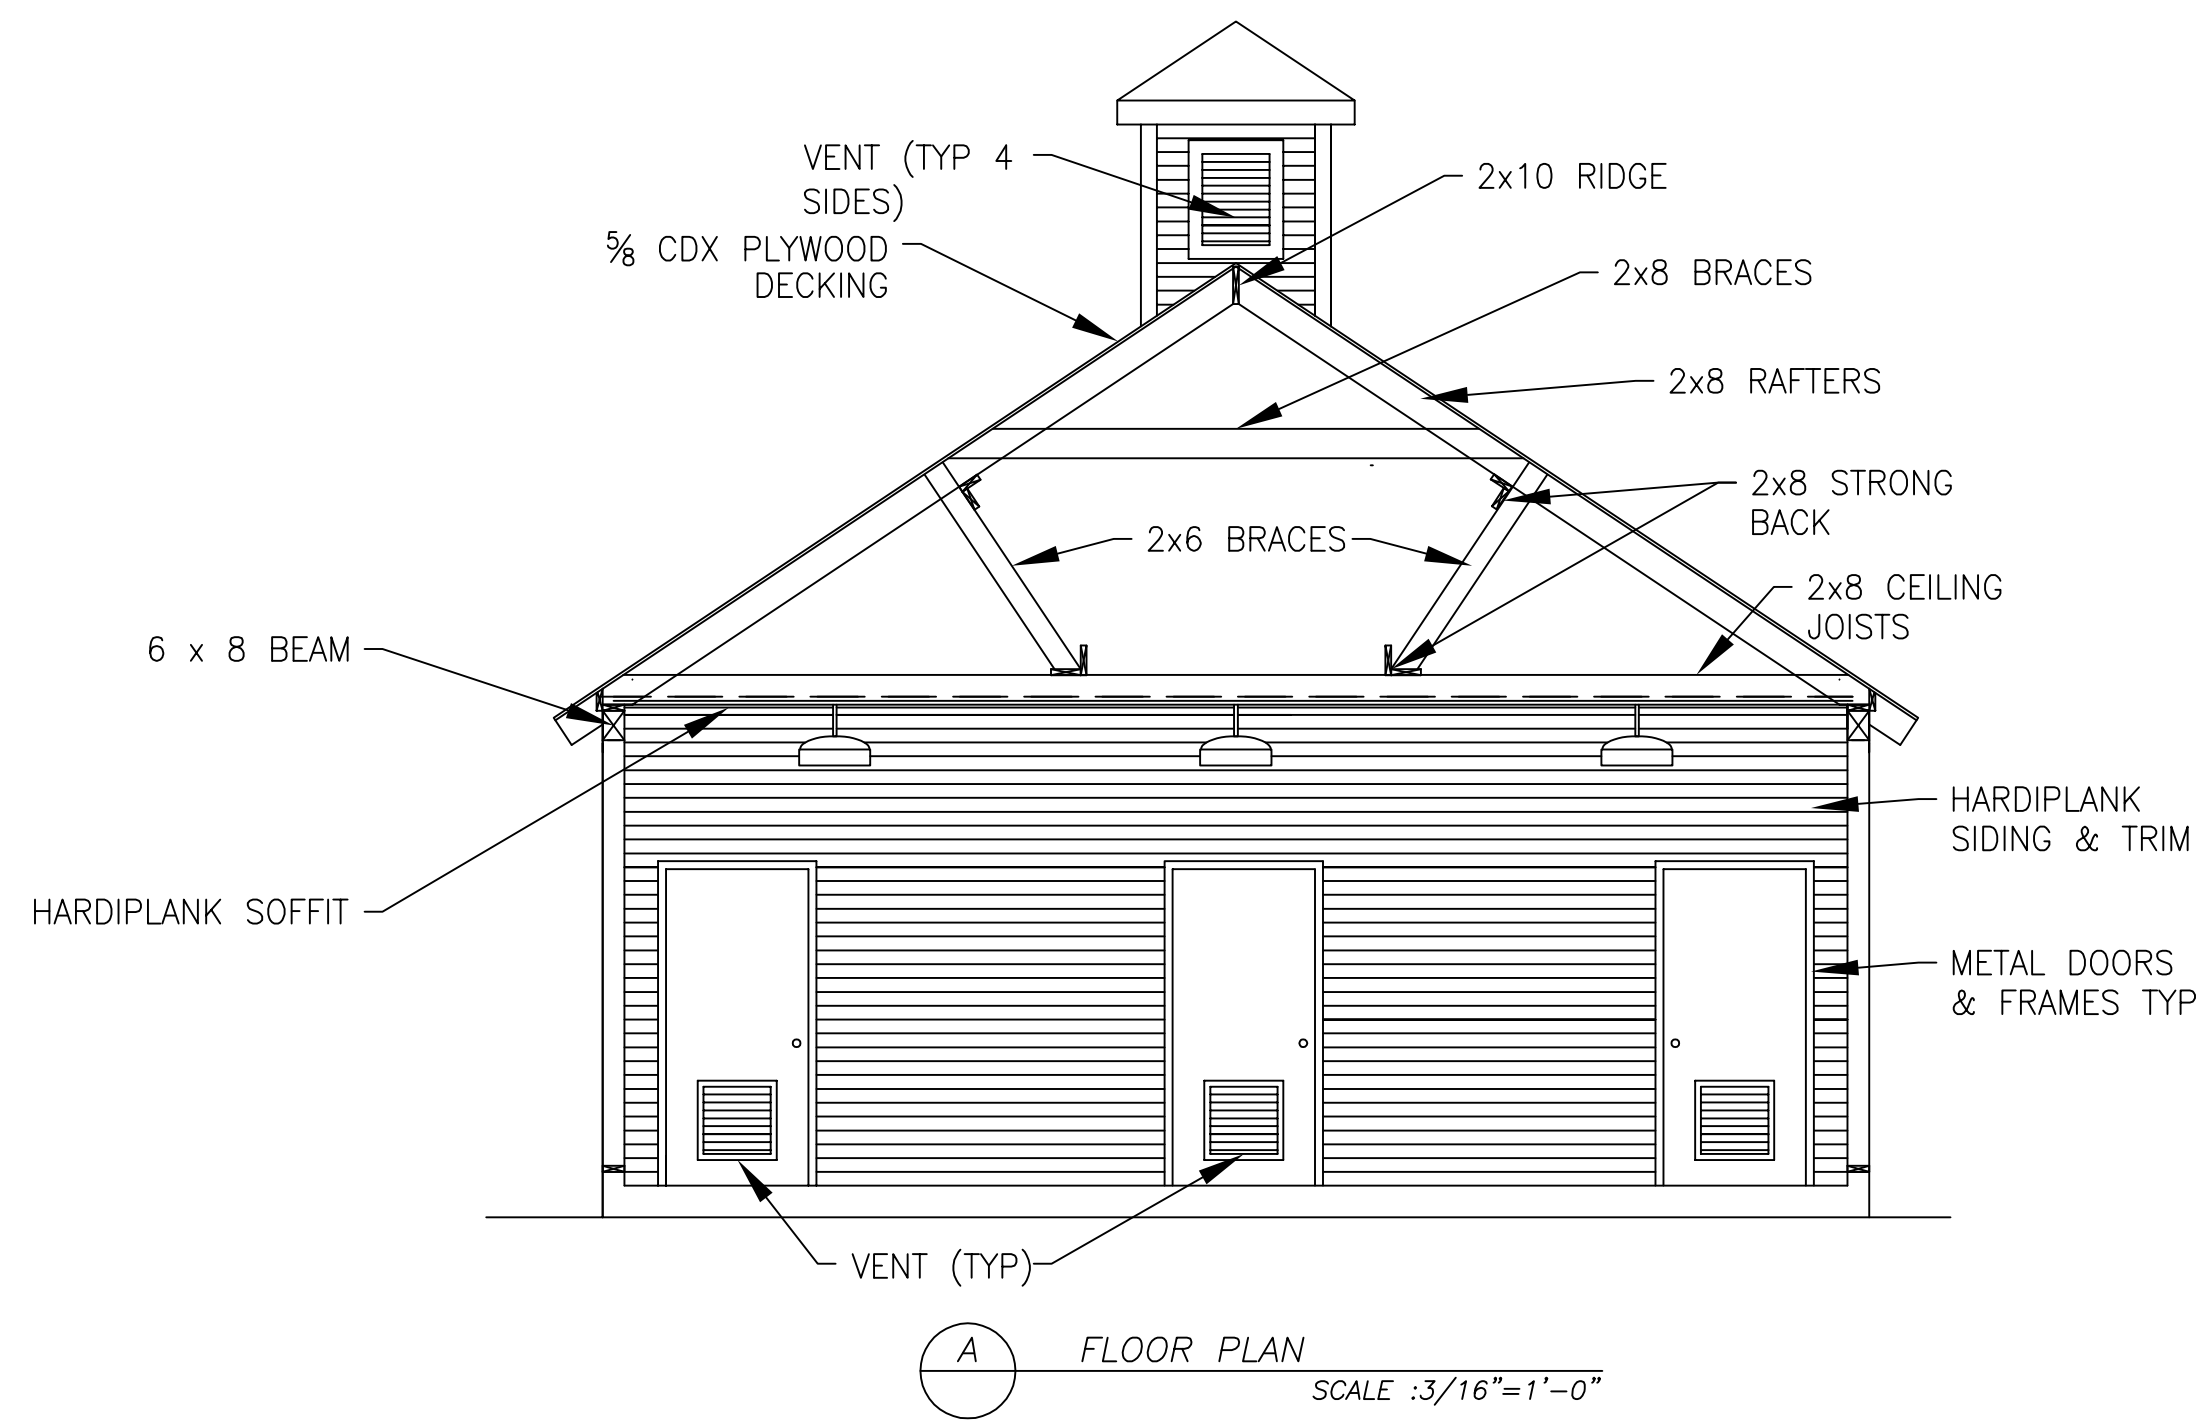 VENT (TYP 4
SIDES)
2x10 RIDGE
⅝ CDX PLYWOOD
DECKING
2x8 BRACES
2x8 RAFTERS
2x8 STRONG
BACK
2x6 BRACES
2x8 CEILING
JOISTS
6 x 8 BEAM
HARDIPLANK
SIDING & TRIM
HARDIPLANK SOFFIT
METAL DOORS
& FRAMES TYP
VENT (TYP)
A
FLOOR PLAN
SCALE :3/16"=1'-0"